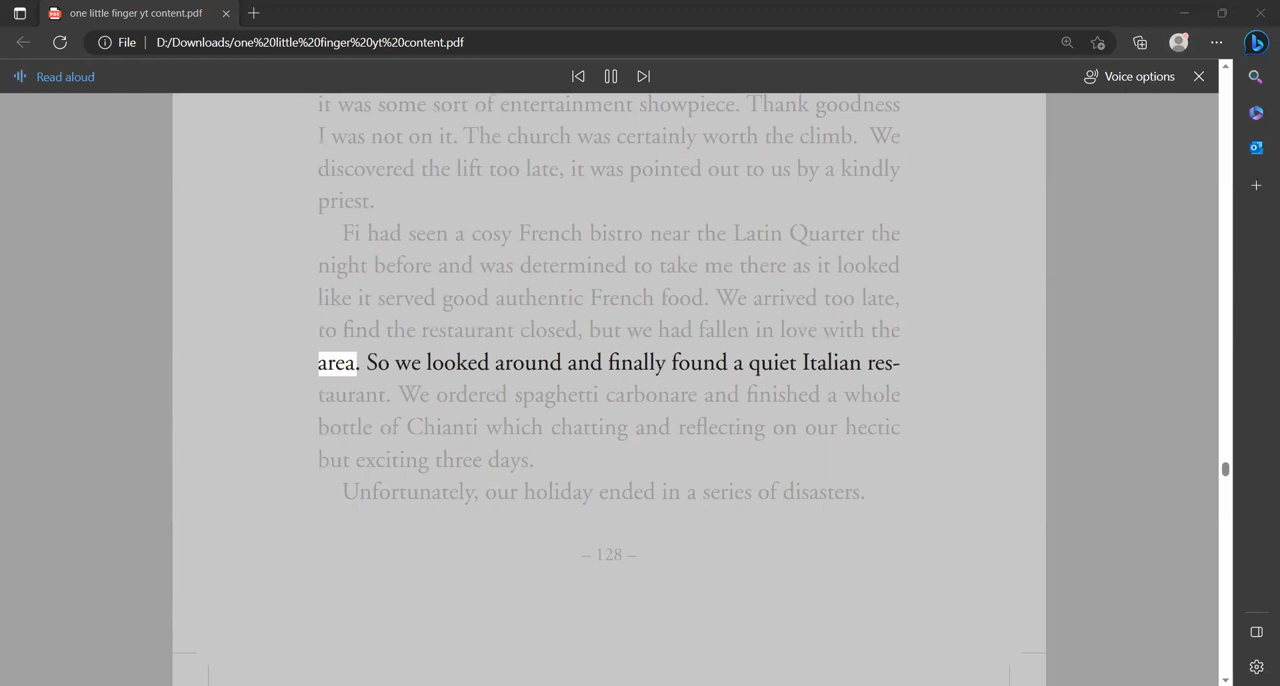 one little finger yt content.pdf
File
D:/Downloads/one%20little%20finger%20yt%20content.pdf
Read aloud
Voice options
it was some sort of entertainment showpiece. Thank goodness
I was not on it. The church was certainly worth the climb. We
discovered the lift too late, it was pointed out to us by a kindly
priest.
Fi had seen a cosy French bistro near the Latin Quarter the
night before and was determined to take me there as it looked
like it served good authentic French food. We arrived too late,
to find the restaurant closed, but we had fallen in love with the
area. So we looked around and finally found a quiet Italian res-
taurant. We ordered spaghetti carbonare and finished a whole
bottle of Chianti which chatting and reflecting on our hectic
but exciting three days.
Unfortunately, our holiday ended in a series of disasters.
– 128 –